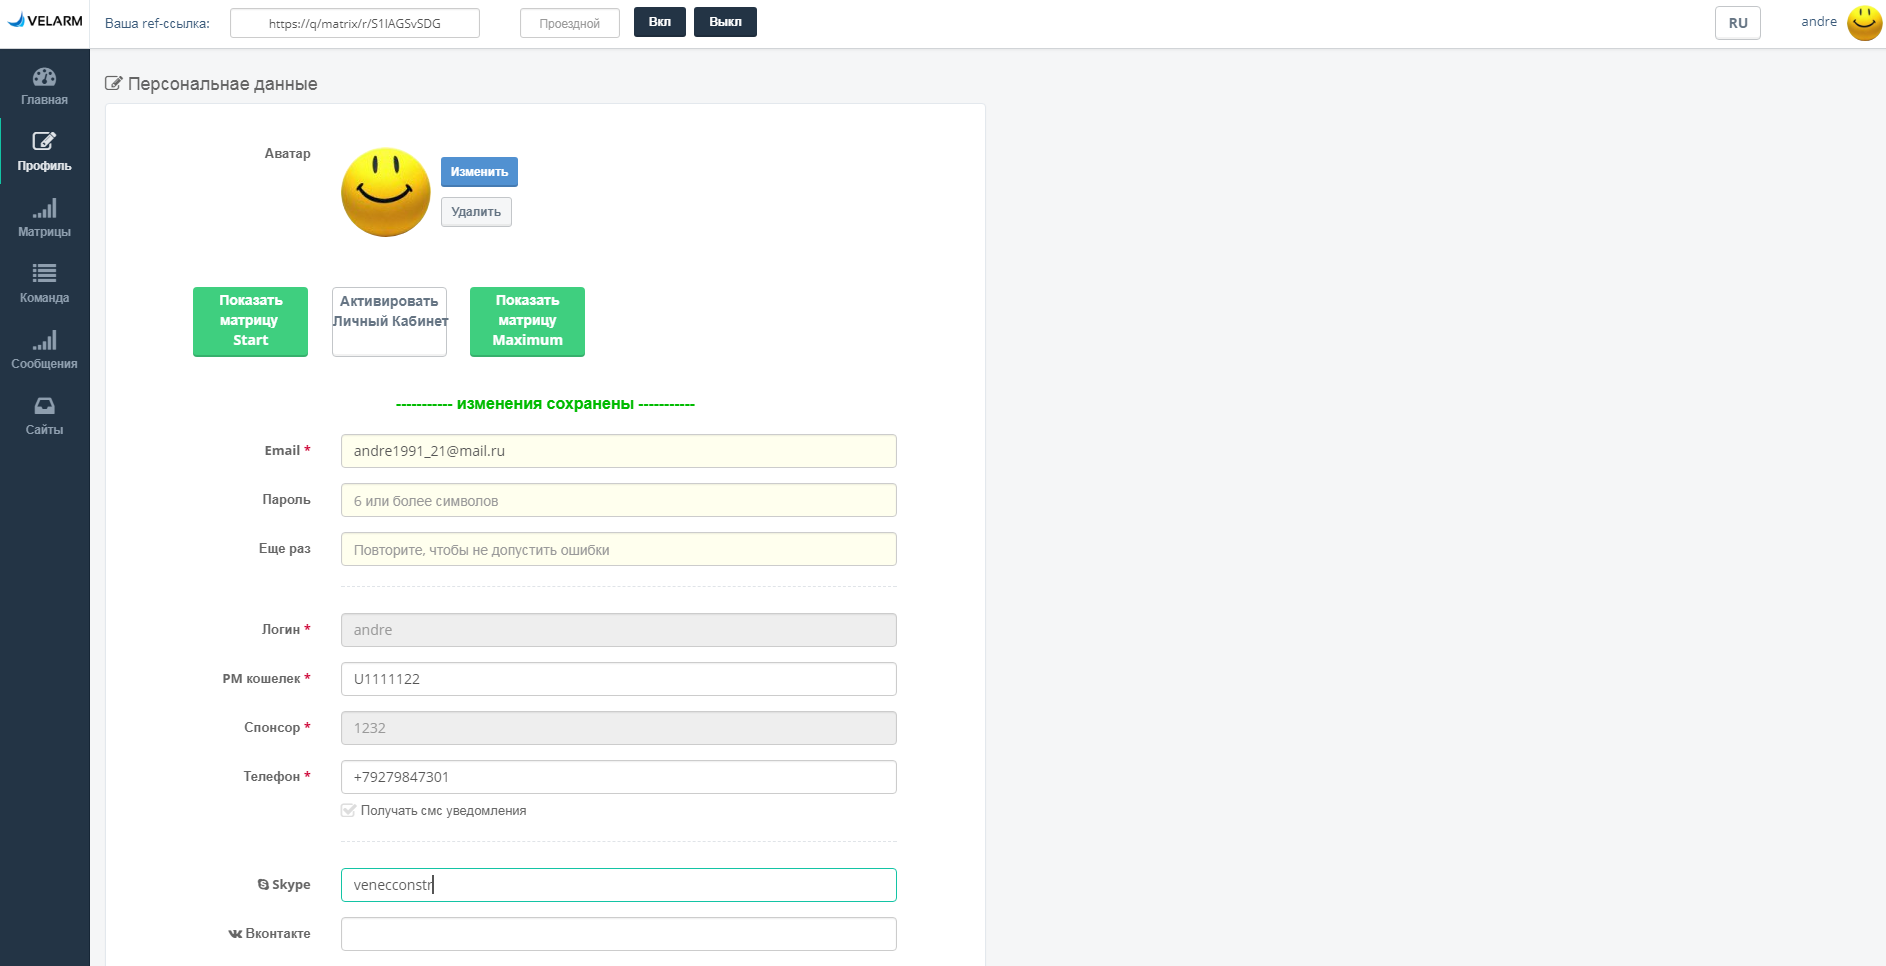 VELARM
Ваша ref-ссылка:
https://q/matrix/r/S1IAGSvSDG
Проездной
Вкл
Выкл
RU
andre
Главная
Профиль
Матрицы
Команда
Сообщения
Сайты
Персональнае данные
Аватар
Изменить
Удалить
Показать
матрицу
Start
Активировать
Личный Кабинет
Показать
матрицу
Maximum
----------- изменения сохранены -----------
Email * andre1991_21@mail.ru
Пароль 6 или более символов
Еще раз Повторите, чтобы не допустить ошибки
Логин * andre
PM кошелек * U1111122
Спонсор * 1232
Телефон * +79279847301
Получать смс уведомления
Skype venecconstr
Вконтакте